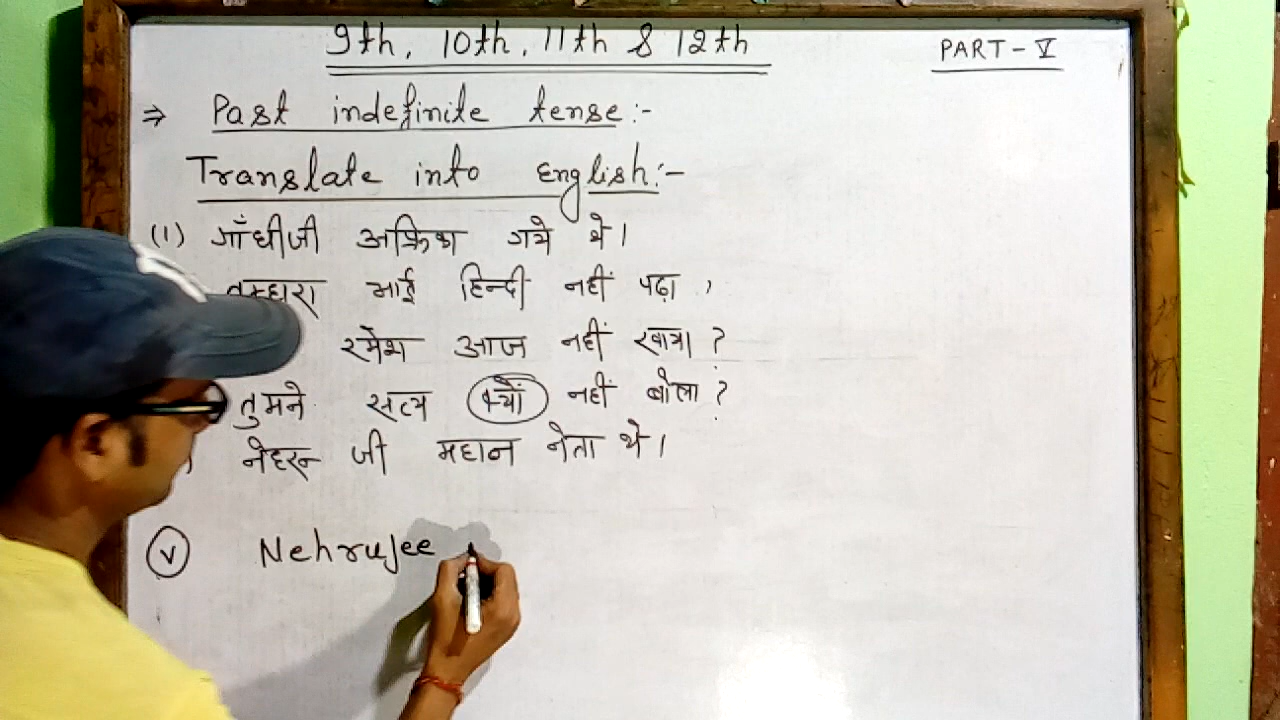 9th, 10th, 11th & 12th
PART - V
⇒ Past indefinite tense :-
Translate into English :-
(1) गाँधीजी अफ्रिका गये थे।
तुम्हारा भाई हिन्दी नहीं पढ़ा ,
रमेश आज नहीं खाया ?
तुमने सत्य क्यों नहीं बोला ?
) नेहरू जी महान नेता थे।
(v) Nehrujee